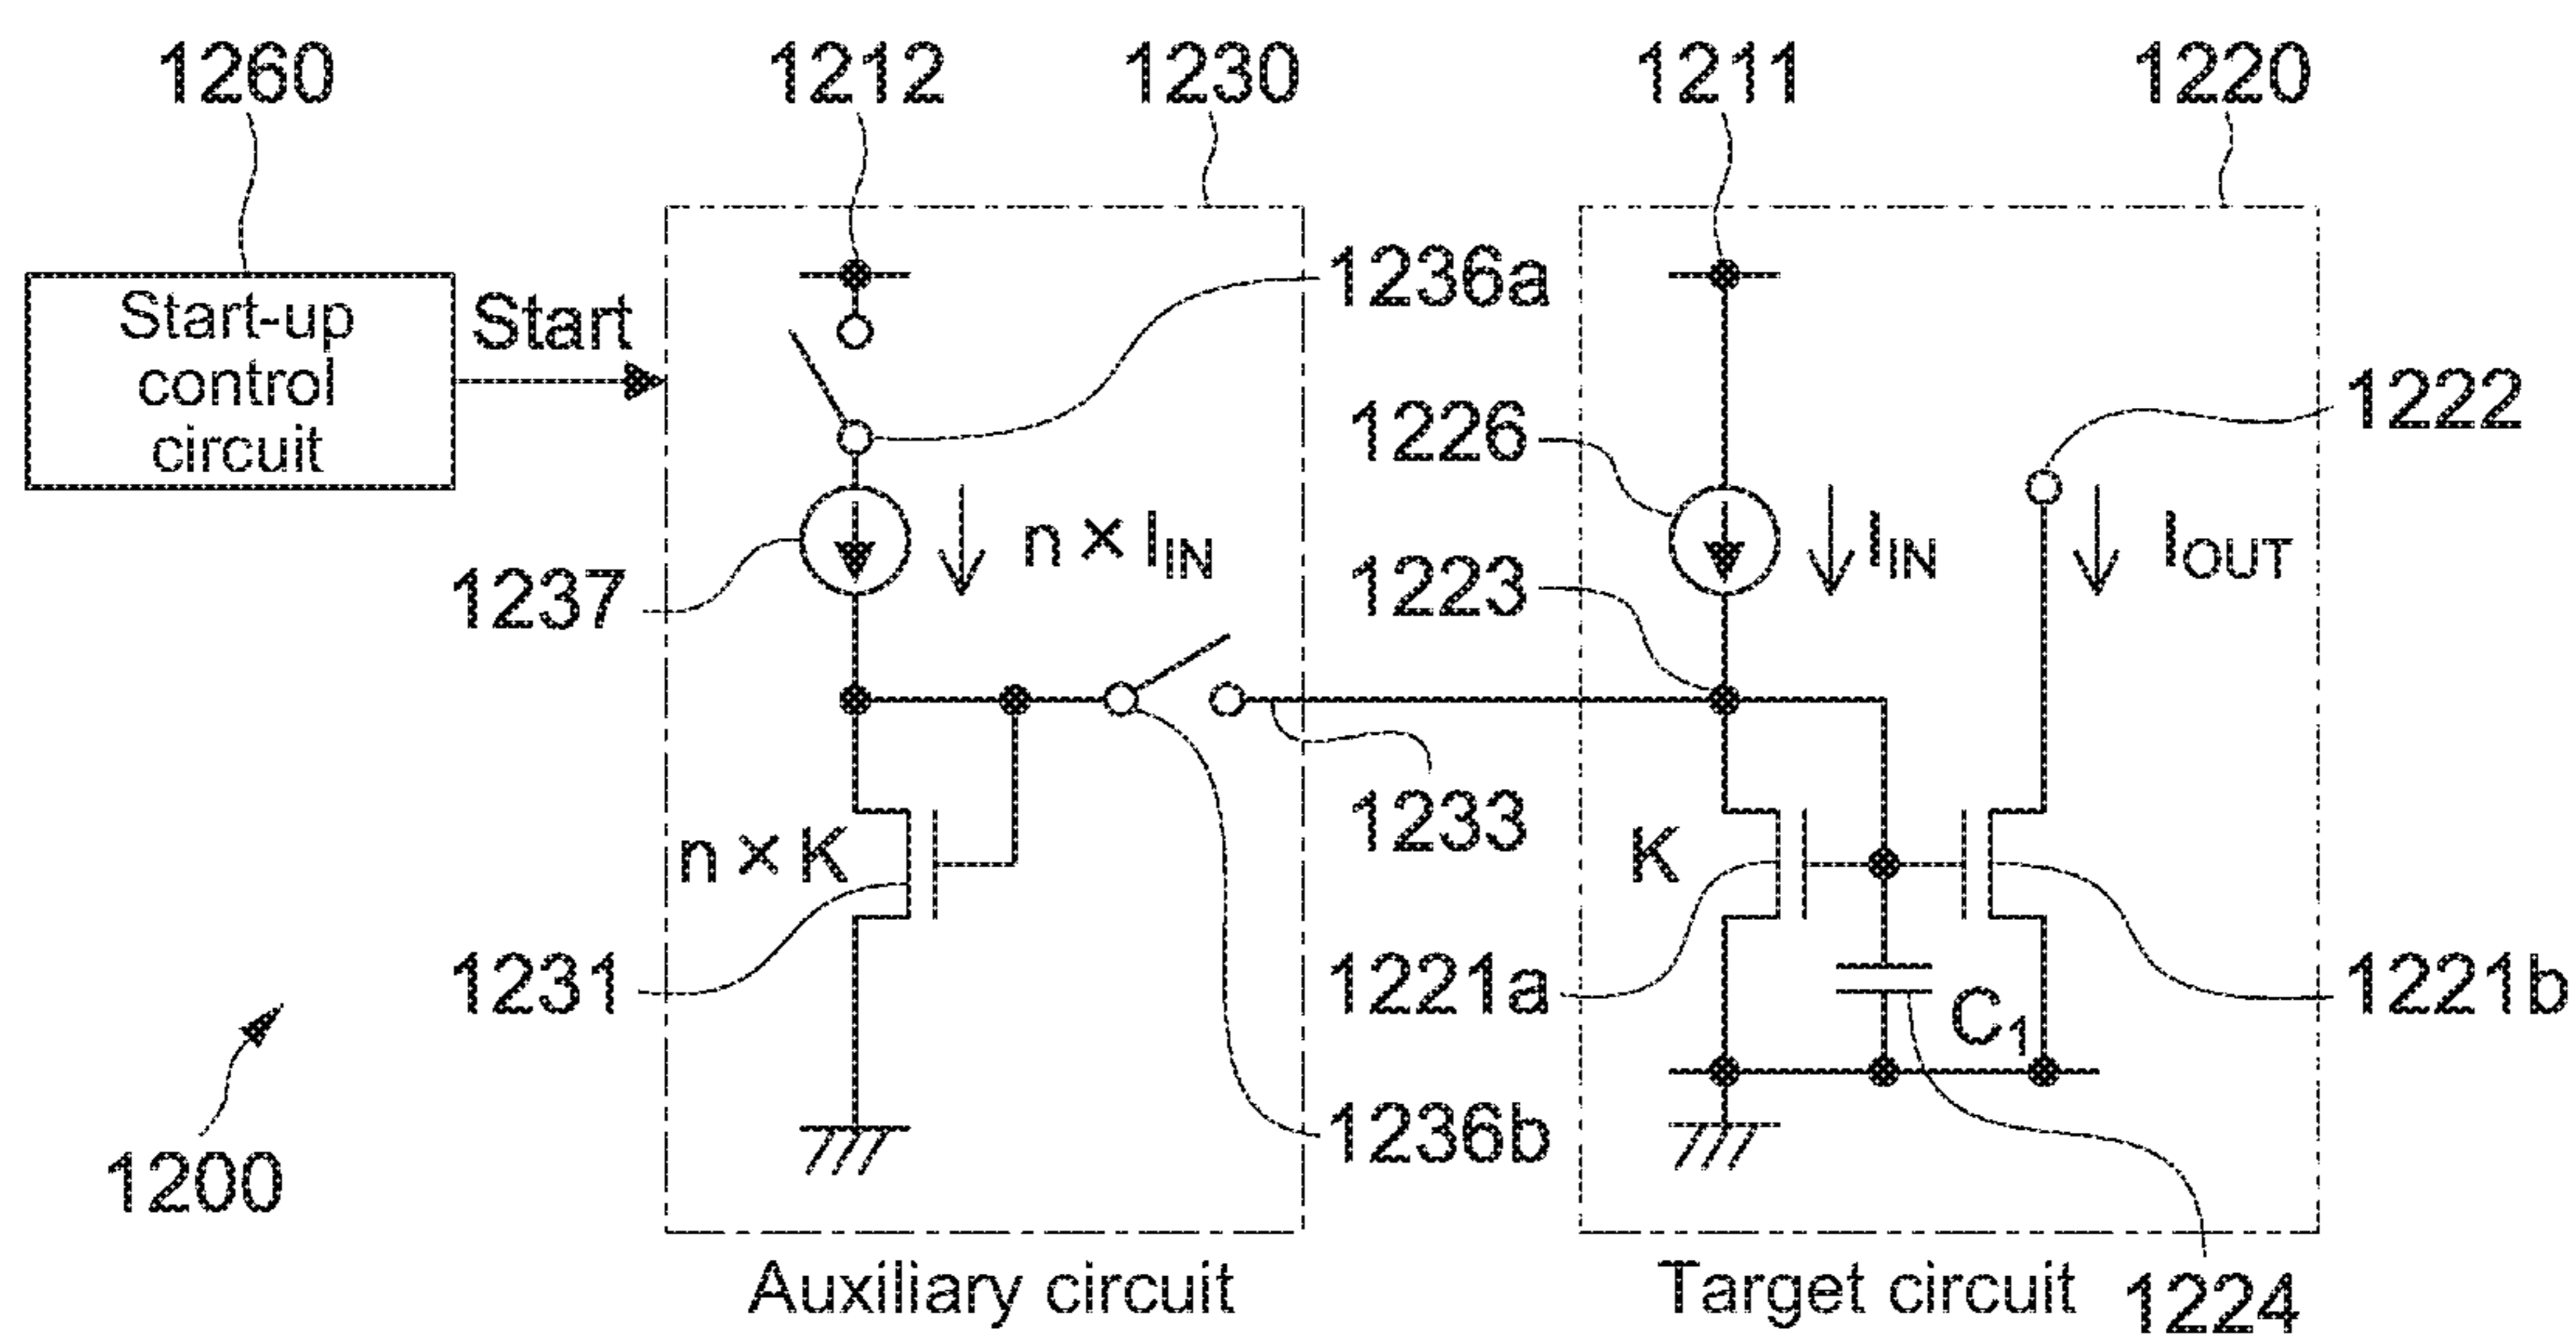 1260 1212 1230 1211 1220
Start-up
control
circuit
Start
1236a
1222
1226
n × I_IN
I_IN
I_OUT
1237
1223
1233
n × K
K
1231
1221a
C_1
1221b
1236b
1200
Auxiliary circuit
Target circuit
1224